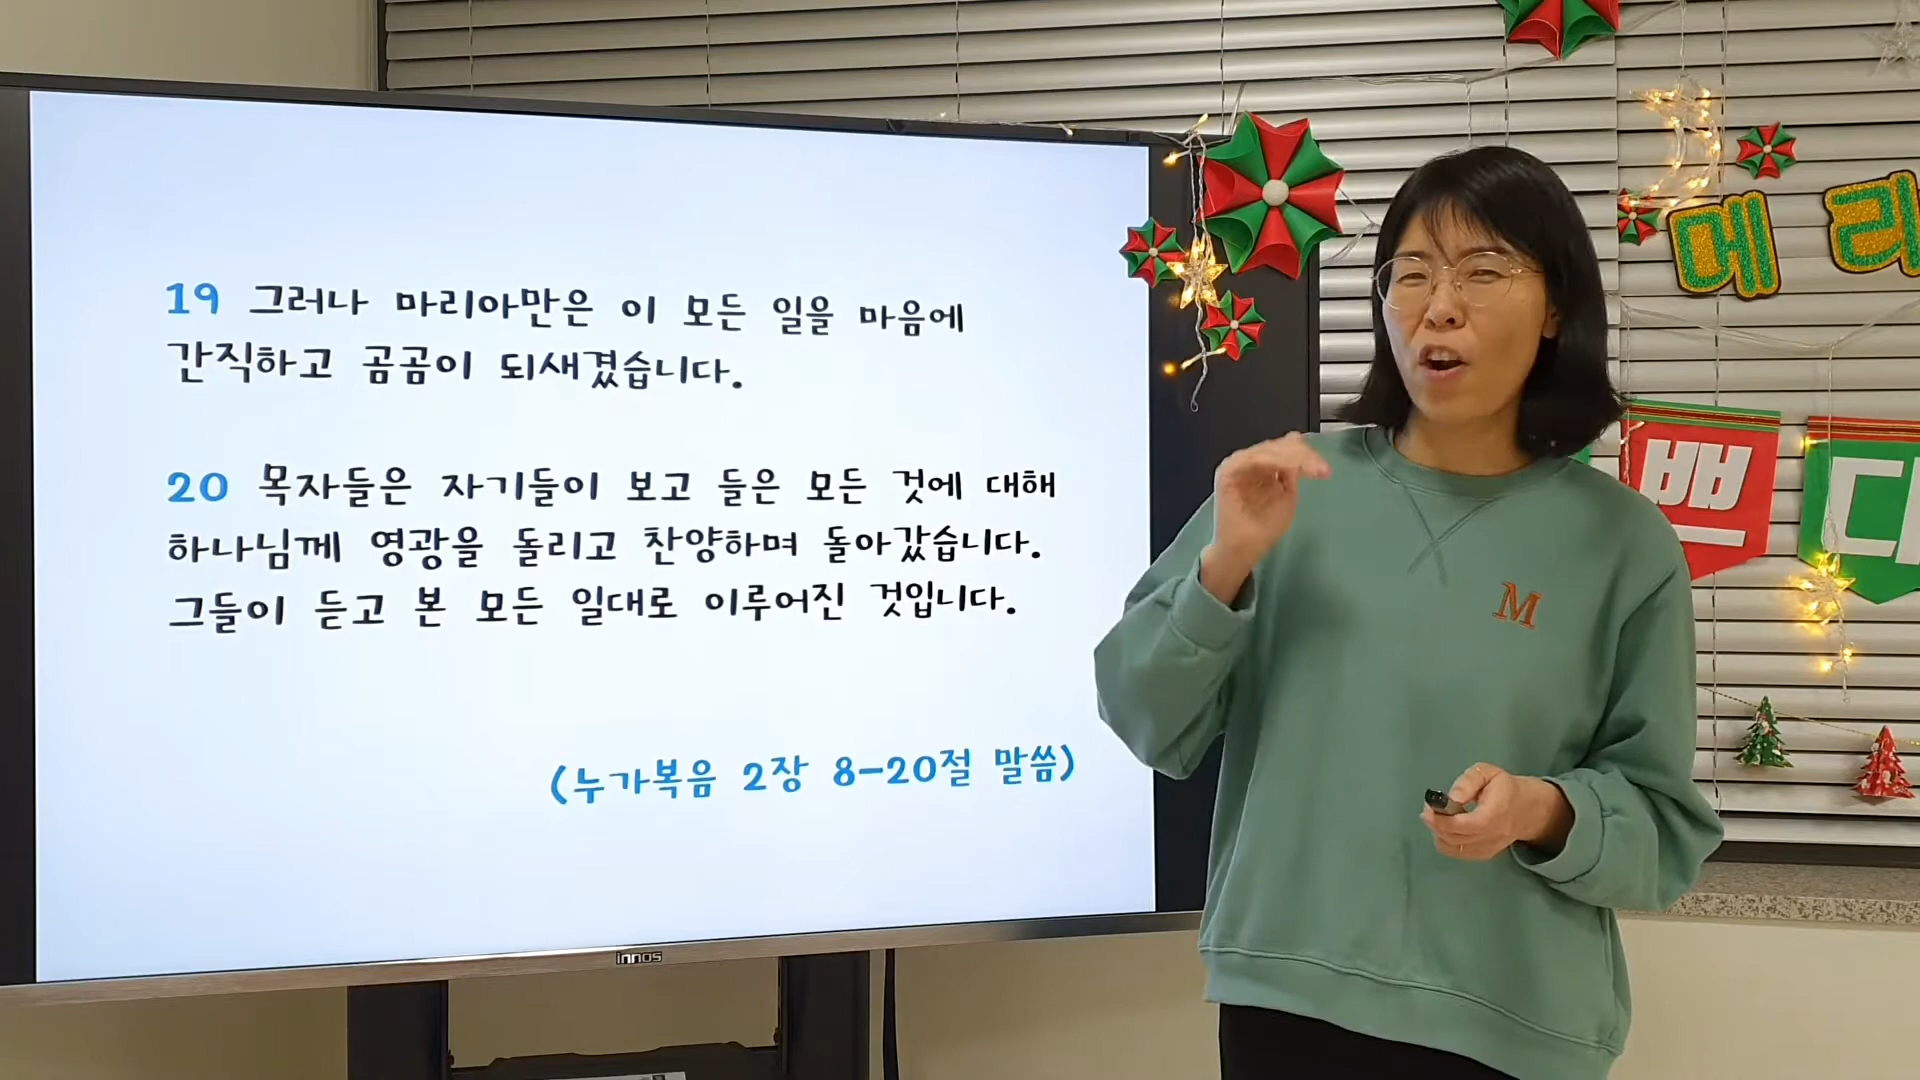 19 그러나 마리아만은 이 모든 일을 마음에
간직하고 곰곰이 되새겼습니다.
20 목자들은 자기들이 보고 들은 모든 것에 대해
하나님께 영광을 돌리고 찬양하며 돌아갔습니다.
그들이 듣고 본 모든 일대로 이루어진 것입니다.
(누가복음 2장 8-20절 말씀)
innos
메리
쁘 다
M